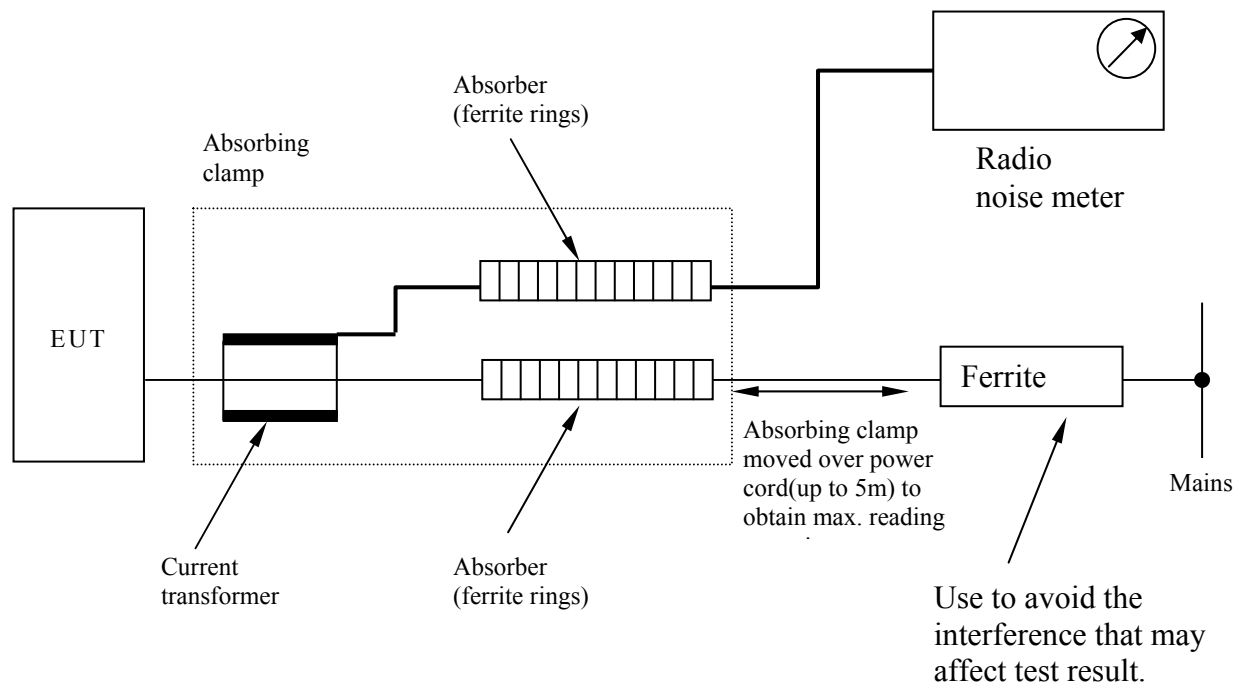 Absorber
(ferrite rings)
Absorbing
clamp
Radio
noise meter
EUT
Ferrite
Absorbing clamp
moved over power
cord(up to 5m) to
obtain max. reading
Mains
Current
transformer
Absorber
(ferrite rings)
Use to avoid the
interference that may
affect test result.